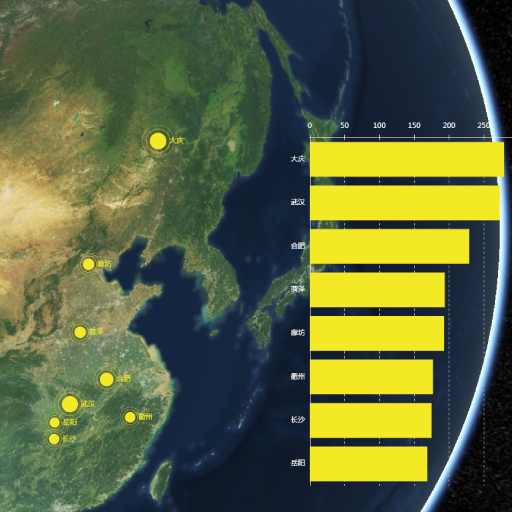 0 50 100 150 200 250
大庆
大庆
武汉
合肥
廊坊
菏泽
菏泽
廊坊
合肥
衢州
武汉
衢州
岳阳
长沙
长沙
岳阳